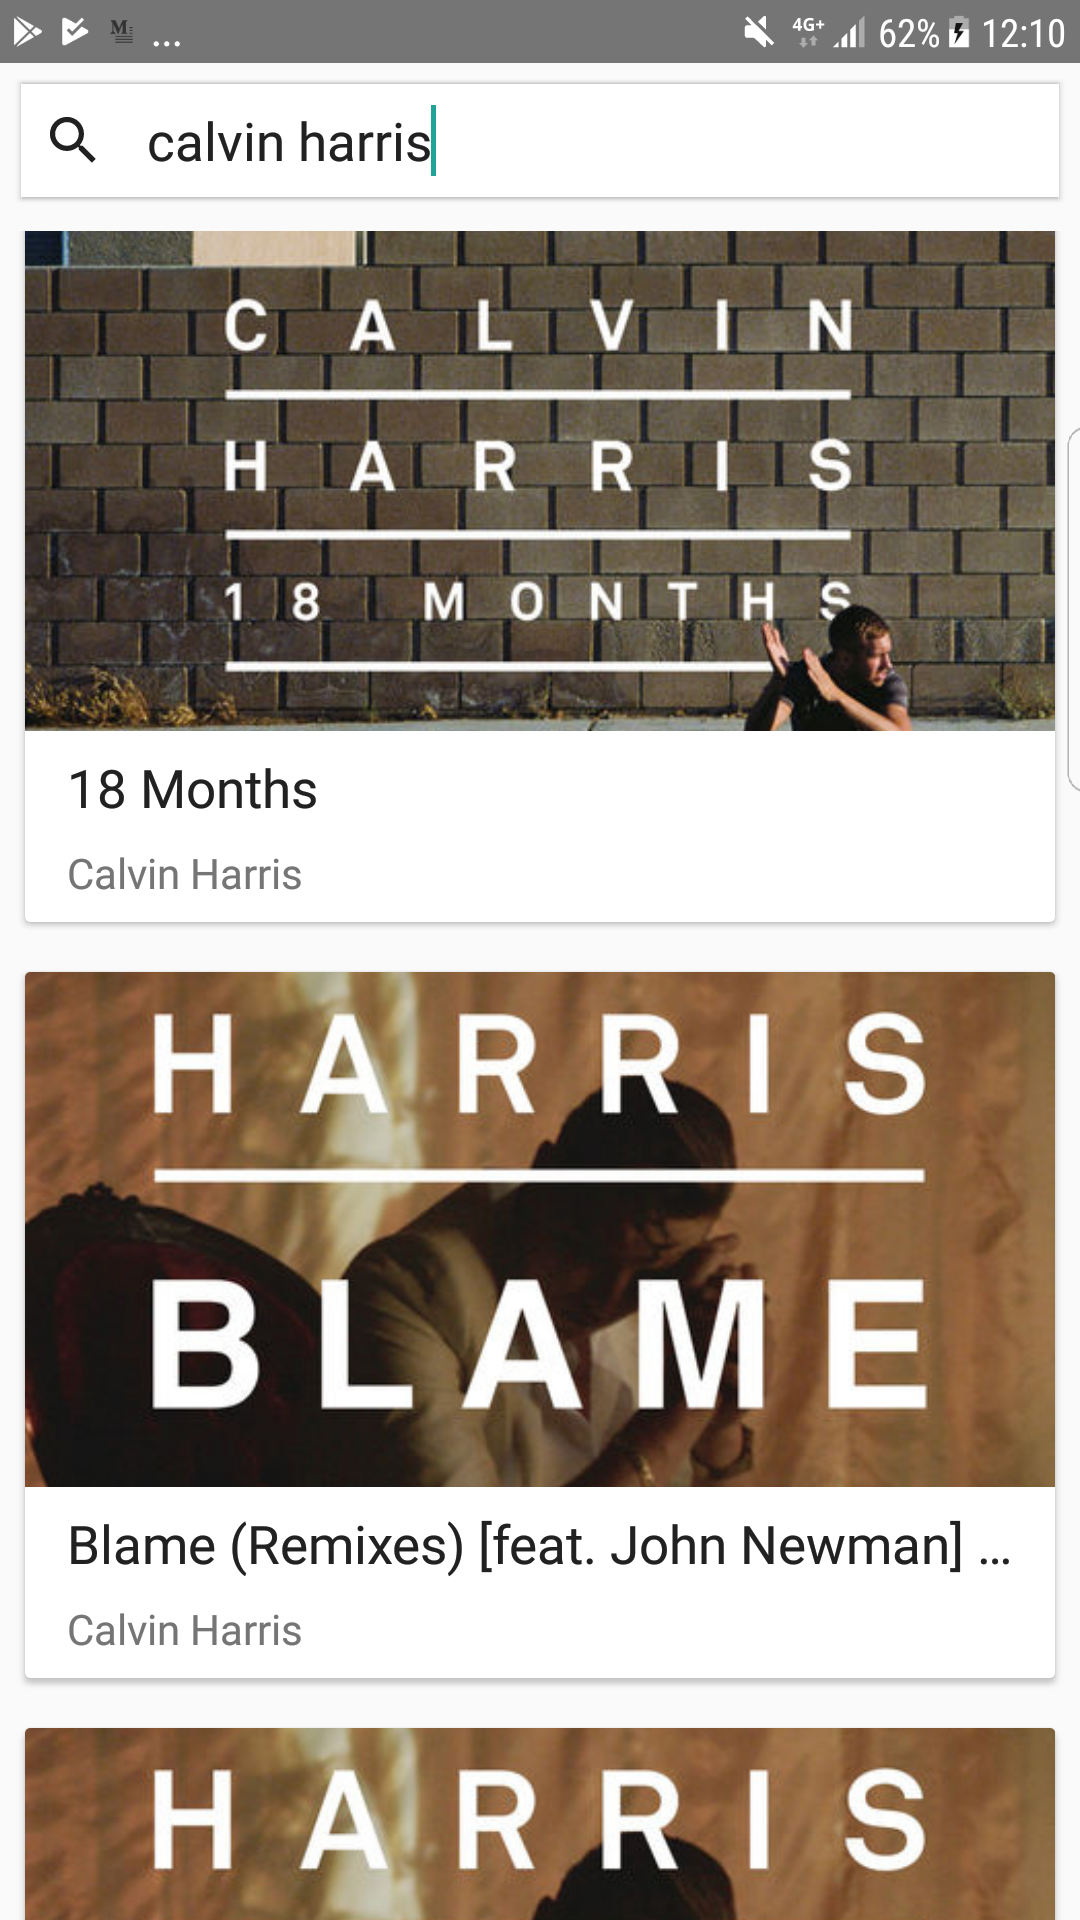 M
...
4G+
62%
12:10
calvin harris
CALVIN
HARRIS
18 MONTHS
18 Months
Calvin Harris
HARRIS
BLAME
Blame (Remixes) [feat. John Newman] ...
Calvin Harris
HARRIS